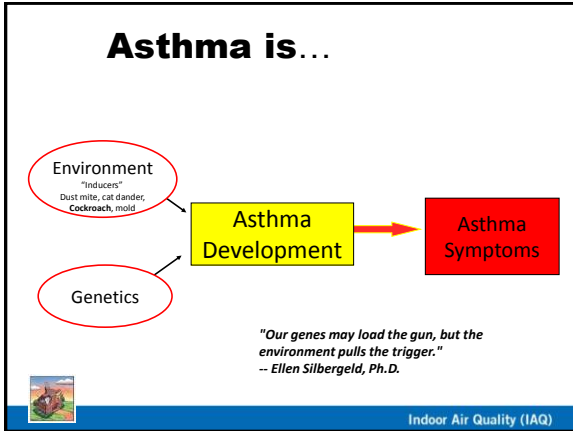 Asthma is…
Environment
“Inducers”
Dust mite, cat dander,
Cockroach, mold
Asthma
Development
Asthma
Symptoms
Genetics
"Our genes may load the gun, but the
environment pulls the trigger."
-- Ellen Silbergeld, Ph.D.
Indoor Air Quality (IAQ)